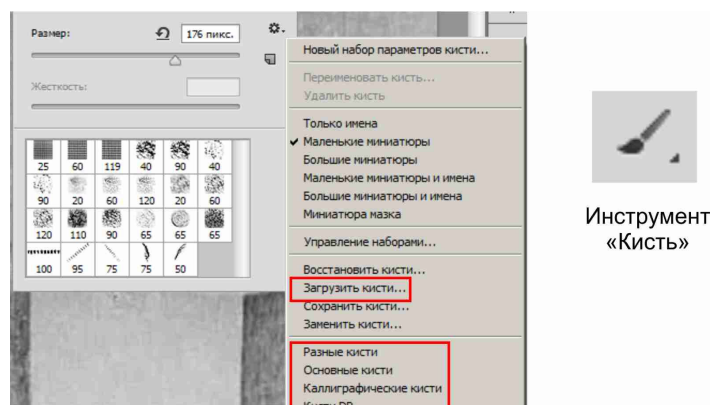 Размер:
176 пикс.
Жесткость:
25 60 119 40 90 40
90 20 60 120 20 60
120 110 90 65 65 65
100 95 75 75 50
Новый набор параметров кисти...
Переименовать кисть...
Удалить кисть
Только имена
Маленькие миниатюры
Большие миниатюры
Маленькие миниатюры и имена
Большие миниатюры и имена
Миниатюра мазка
Управление наборами...
Восстановить кисти...
Загрузить кисти...
Сохранить кисти...
Заменить кисти...
Разные кисти
Основные кисти
Каллиграфические кисти
Инструмент
«Кисть»